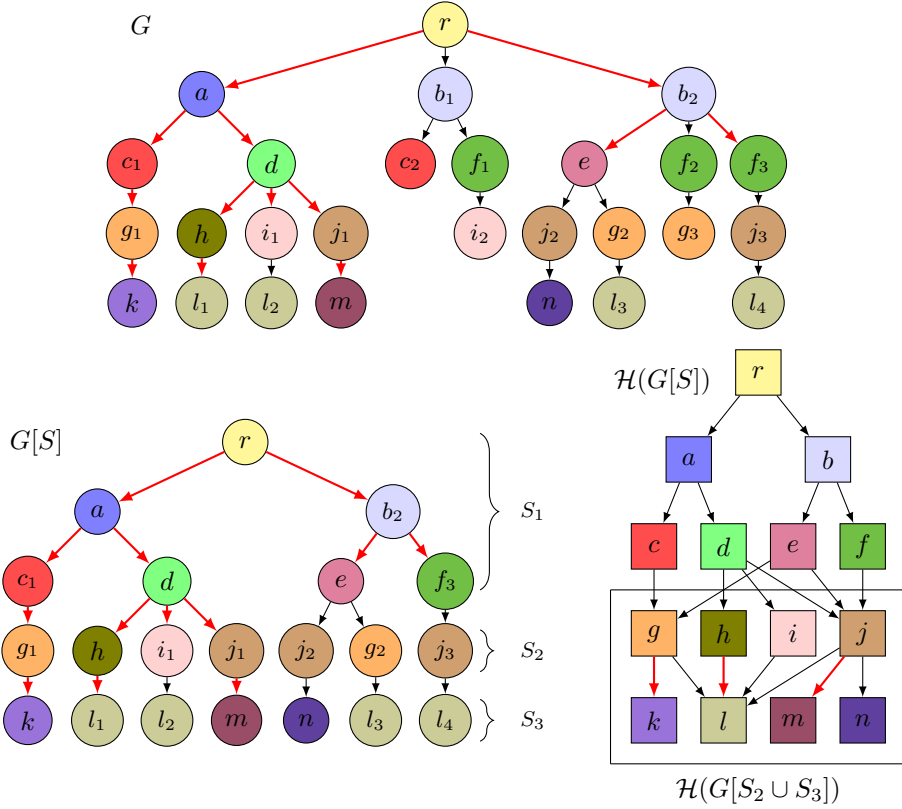 G r
a b₁ b₂
c₁ d c₂ f₁ e f₂ f₃
g₁ h i₁ j₁ i₂ j₂ g₂ g₃ j₃
k l₁ l₂ m n l₃ l₄
G[S] r
a b₂
c₁ d e f₃
g₁ h i₁ j₁ j₂ g₂ j₃
k l₁ l₂ m n l₃ l₄
S₁
S₂
S₃
ℋ(G[S]) r
a b
c d e f
g h i j
k l m n
ℋ(G[S₂ ∪ S₃])